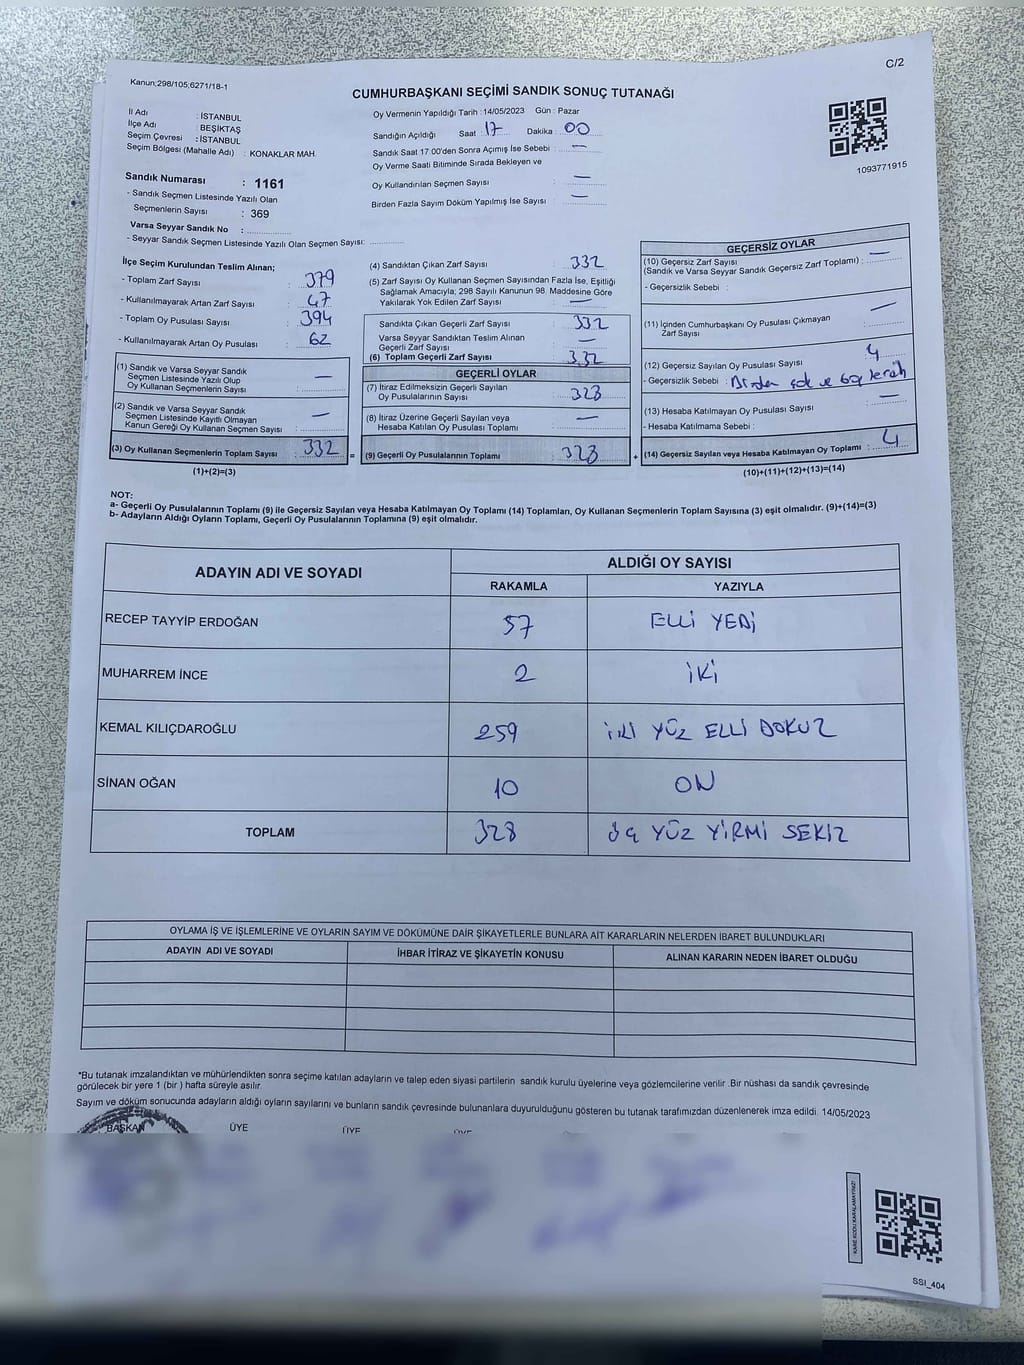 C/2
Kanun;298/105;6271/18-1
CUMHURBAŞKANI SEÇİMİ SANDIK SONUÇ TUTANAĞI
İl Adı : İSTANBUL
İlçe Adı : BEŞİKTAŞ
Seçim Çevresi : İSTANBUL
Seçim Bölgesi (Mahalle Adı) : KONAKLAR MAH.
Oy Vermenin Yapıldığı Tarih :14/05/2023 Gün : Pazar
Sandığın Açıldığı Saat :17 Dakika :00
Sandık Saat 17:00'den Sonra Açımış İse Sebebi : —
Oy Verme Saati Bitiminde Sırada Bekleyen ve
Oy Kullandırılan Seçmen Sayısı : —
Birden Fazla Sayım Döküm Yapılmış İse Sayısı : —
1093771915
Sandık Numarası : 1161
- Sandık Seçmen Listesinde Yazılı Olan
Seçmenlerin Sayısı : 369
Varsa Seyyar Sandık No :
- Seyyar Sandık Seçmen Listesinde Yazılı Olan Seçmen Sayısı:
İlçe Seçim Kurulundan Teslim Alınan;
- Toplam Zarf Sayısı : 379
- Kullanılmayarak Artan Zarf Sayısı : 47
- Toplam Oy Pusulası Sayısı : 394
- Kullanılmayarak Artan Oy Pusulası : 62
(1) Sandık ve Varsa Seyyar Sandık
Seçmen Listesinde Yazılı Olup
Oy Kullanan Seçmenlerin Sayısı : —
(2) Sandık ve Varsa Seyyar Sandık
Seçmen Listesinde Kayıtlı Olmayan
Kanun Gereği Oy Kullanan Seçmen Sayısı : —
(3) Oy Kullanan Seçmenlerin Toplam Sayısı : 332
(1)+(2)=(3)
(4) Sandıktan Çıkan Zarf Sayısı : 332
(5) Zarf Sayısı Oy Kullanan Seçmen Sayısından Fazla İse, Eşitliği
Sağlamak Amacıyla; 298 Sayılı Kanunun 98. Maddesine Göre
Yakılarak Yok Edilen Zarf Sayısı : —
Sandıkta Çıkan Geçerli Zarf Sayısı : 332
Varsa Seyyar Sandıktan Teslim Alınan
Geçerli Zarf Sayısı : —
(6) Toplam Geçerli Zarf Sayısı : 332
GEÇERLİ OYLAR
(7) İtiraz Edilmeksizin Geçerli Sayılan
Oy Pusulalarının Sayısı : 328
(8) İtiraz Üzerine Geçerli Sayılan veya
Hesaba Katılan Oy Pusulası Toplamı : —
= (9) Geçerli Oy Pusulalarının Toplamı : 328
GEÇERSİZ OYLAR
(10) Geçersiz Zarf Sayısı
(Sandık ve Varsa Seyyar Sandık Geçersiz Zarf Toplamı) : —
- Geçersizlik Sebebi :
(11) İçinden Cumhurbaşkanı Oy Pusulası Çıkmayan
Zarf Sayısı : —
(12) Geçersiz Sayılan Oy Pusulası Sayısı : 4
- Geçersizlik Sebebi : Birden çok ve boş
(13) Hesaba Katılmayan Oy Pusulası Sayısı : —
- Hesaba Katılmama Sebebi :
+ (14) Geçersiz Sayılan veya Hesaba Katılmayan Oy Toplamı : 4
(10)+(11)+(12)+(13)=(14)
NOT:
a- Geçerli Oy Pusulalarının Toplamı (9) ile Geçersiz Sayılan veya Hesaba Katılmayan Oy Toplamı (14) Toplamları, Oy Kullanan Seçmenlerin Toplam Sayısına (3) eşit olmalıdır. (9)+(14)=(3)
b- Adayların Aldığı Oyların Toplamı, Geçerli Oy Pusulalarının Toplamına (9) eşit olmalıdır.
ADAYIN ADI VE SOYADI
ALDIĞI OY SAYISI
RAKAMLA YAZIYLA
RECEP TAYYİP ERDOĞAN 57 ELLİ YEDİ
MUHARREM İNCE 2 İKİ
KEMAL KILIÇDAROĞLU 259 İKİ YÜZ ELLİ DOKUZ
SİNAN OĞAN 10 ON
TOPLAM 328 ÜÇ YÜZ YİRMİ SEKİZ
OYLAMA İŞ VE İŞLEMLERİNE VE OYLARIN SAYIM VE DÖKÜMÜNE DAİR ŞİKAYETLERLE BUNLARA AİT KARARLARIN NELERDEN İBARET BULUNDUKLARI
ADAYIN ADI VE SOYADI İHBAR İTİRAZ VE ŞİKAYETİN KONUSU ALINAN KARARIN NEDEN İBARET OLDUĞU
*Bu tutanak imzalandıktan ve mühürlendikten sonra seçime katılan adayların ve talep eden siyasi partilerin sandık kurulu üyelerine veya gözlemcilerine verilir .Bir nüshası da sandık çevresinde
görülecek bir yere 1 (bir ) hafta süreyle asılır.
Sayım ve döküm sonucunda adayların aldığı oyların sayılarını ve bunların sandık çevresinde bulunanlara duyurulduğunu gösteren bu tutanak tarafımızdan düzenlenerek imza edildi. 14/05/2023
BAŞKAN ÜYE ÜYE ÜYE
KARE KODU KARALAMAYINIZ!
SSI_404